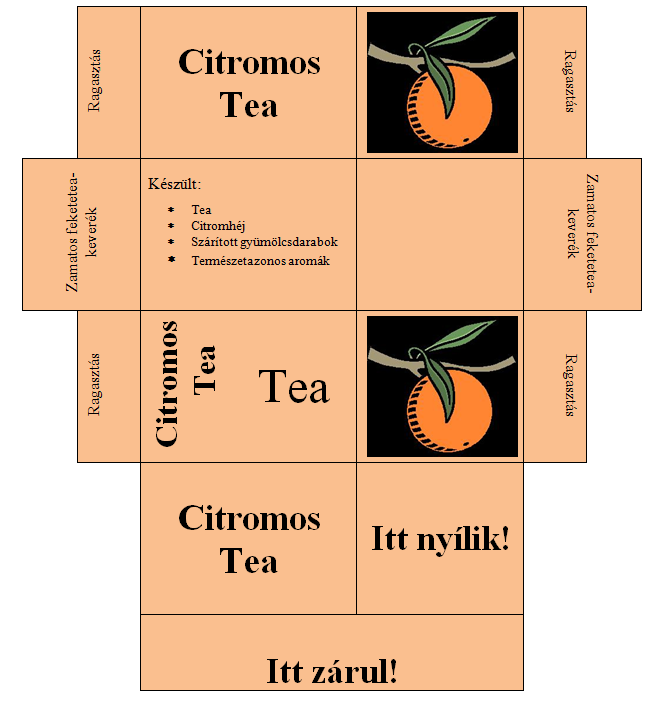 Ragasztás
Citromos
Tea
Ragasztás
Zamatos feketetea-
keverék
Készült:
* Tea
* Citromhéj
* Szárított gyümölcsdarabok
* Természetazonos aromák
Zamatos feketetea-
keverék
Ragasztás
Citromos
Tea
Tea
Ragasztás
Citromos
Tea
Itt nyílik!
Itt zárul!